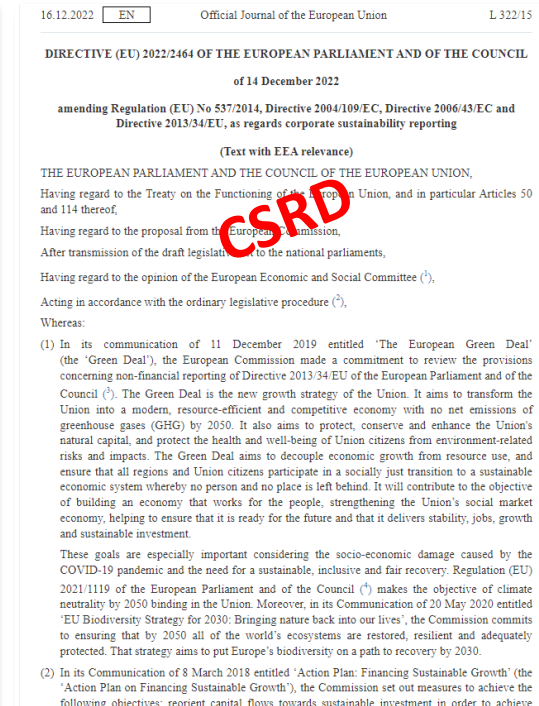 16.12.2022 EN Official Journal of the European Union L 322/15
DIRECTIVE (EU) 2022/2464 OF THE EUROPEAN PARLIAMENT AND OF THE COUNCIL
of 14 December 2022
amending Regulation (EU) No 537/2014, Directive 2004/109/EC, Directive 2006/43/EC and
Directive 2013/34/EU, as regards corporate sustainability reporting
(Text with EEA relevance)
THE EUROPEAN PARLIAMENT AND THE COUNCIL OF THE EUROPEAN UNION,
Having regard to the Treaty on the Functioning of the European Union, and in particular Articles 50
and 114 thereof,
Having regard to the proposal from the European Commission,
After transmission of the draft legislative act to the national parliaments,
CSRD
Having regard to the opinion of the European Economic and Social Committee (1),
Acting in accordance with the ordinary legislative procedure (2),
Whereas:
(1) In its communication of 11 December 2019 entitled ‘The European Green Deal’
(the ‘Green Deal’), the European Commission made a commitment to review the provisions
concerning non-financial reporting of Directive 2013/34/EU of the European Parliament and of the
Council (3). The Green Deal is the new growth strategy of the Union. It aims to transform the
Union into a modern, resource-efficient and competitive economy with no net emissions of
greenhouse gases (GHG) by 2050. It also aims to protect, conserve and enhance the Union's
natural capital, and protect the health and well-being of Union citizens from environment-related
risks and impacts. The Green Deal aims to decouple economic growth from resource use, and
ensure that all regions and Union citizens participate in a socially just transition to a sustainable
economic system whereby no person and no place is left behind. It will contribute to the objective
of building an economy that works for the people, strengthening the Union’s social market
economy, helping to ensure that it is ready for the future and that it delivers stability, jobs, growth
and sustainable investment.
These goals are especially important considering the socio-economic damage caused by the
COVID-19 pandemic and the need for a sustainable, inclusive and fair recovery. Regulation (EU)
2021/1119 of the European Parliament and of the Council (4) makes the objective of climate
neutrality by 2050 binding in the Union. Moreover, in its Communication of 20 May 2020 entitled
‘EU Biodiversity Strategy for 2030: Bringing nature back into our lives’, the Commission commits
to ensuring that by 2050 all of the world’s ecosystems are restored, resilient and adequately
protected. That strategy aims to put Europe's biodiversity on a path to recovery by 2030.
(2) In its Communication of 8 March 2018 entitled ‘Action Plan: Financing Sustainable Growth’ (the
‘Action Plan on Financing Sustainable Growth’), the Commission set out measures to achieve the
following objectives: reorient capital flows towards sustainable investment in order to achieve